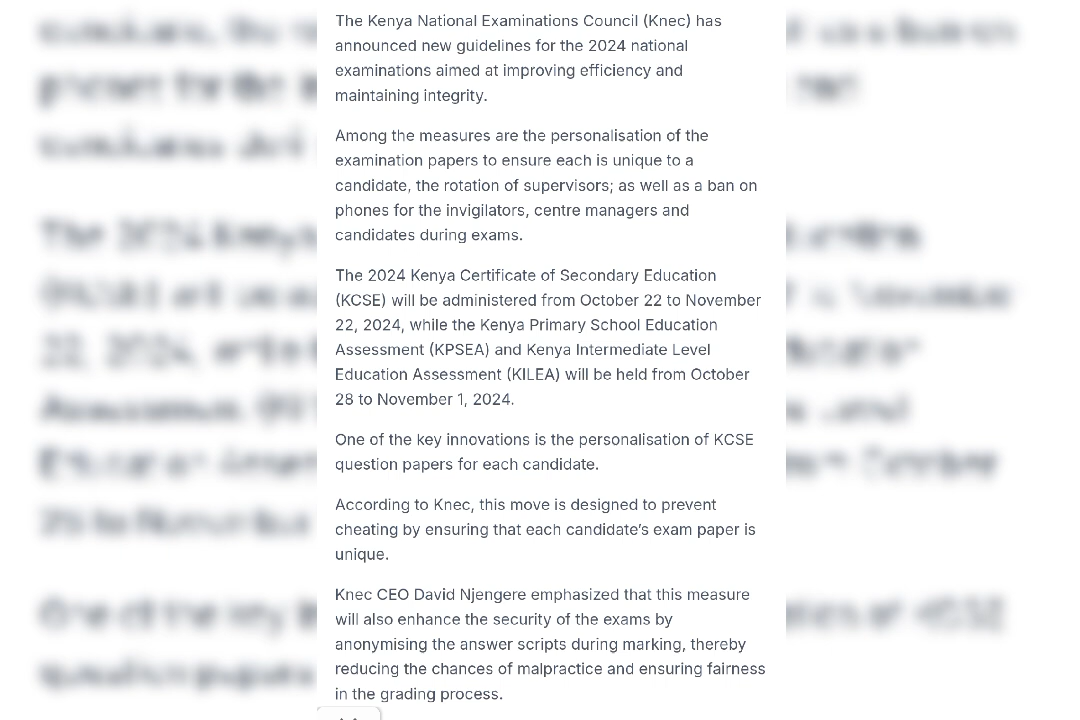 The Kenya National Examinations Council (Knec) has
announced new guidelines for the 2024 national
examinations aimed at improving efficiency and
maintaining integrity.
Among the measures are the personalisation of the
examination papers to ensure each is unique to a
candidate, the rotation of supervisors; as well as a ban on
phones for the invigilators, centre managers and
candidates during exams.
The 2024 Kenya Certificate of Secondary Education
(KCSE) will be administered from October 22 to November
22, 2024, while the Kenya Primary School Education
Assessment (KPSEA) and Kenya Intermediate Level
Education Assessment (KILEA) will be held from October
28 to November 1, 2024.
One of the key innovations is the personalisation of KCSE
question papers for each candidate.
According to Knec, this move is designed to prevent
cheating by ensuring that each candidate’s exam paper is
unique.
Knec CEO David Njengere emphasized that this measure
will also enhance the security of the exams by
anonymising the answer scripts during marking, thereby
reducing the chances of malpractice and ensuring fairness
in the grading process.